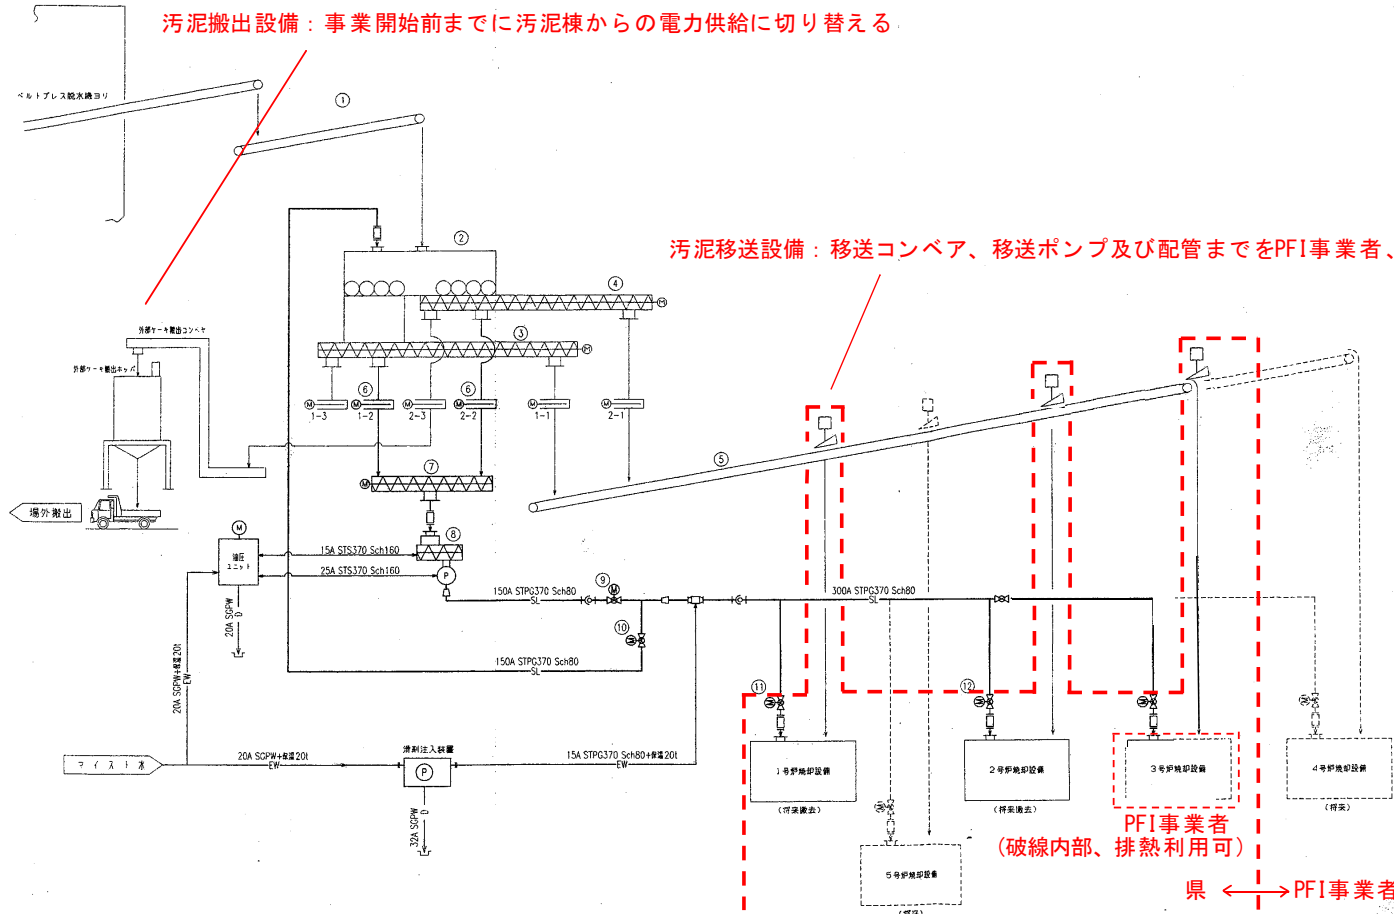 汚泥搬出設備：事業開始前までに汚泥棟からの電力供給に切り替える
ベルトプレス脱水機ヨリ
①
②
汚泥移送設備：移送コンベア、移送ポンプ及び配管までをPFI事業者、
④
M
③
M
外部ケーキ搬出コンベヤ
外部ケーキ搬出ホッパ
⑥
⑥
M
M
M
M
M
M
1-3
1-2
2-3
2-2
1-1
2-1
⑤
⑦
M
場外搬出
M
⑧
油圧
ユニット
15A STS370 Sch160
25A STS370 Sch160
P
⑨
M
150A STPG370 Sch80
SL
300A STPG370 Sch80
SL
20A SGPW
D
⑩
M
150A STPG370 Sch80
SL
20A SGPW+保温20t
EW
⑪
M
⑫
M
M
M
マイスト水
20A SGPW+保温20t
EW
滑剤注入装置
P
15A STPG370 Sch80+保温20t
EW
32A SGPW
D
1号炉焼却設備
(将来撤去)
2号炉焼却設備
(将来撤去)
3号炉焼却設備
4号炉焼却設備
(将来)
M
PFI事業者
(破線内部、排熱利用可)
5号炉焼却設備
(将来)
県 ←→ PFI事業者